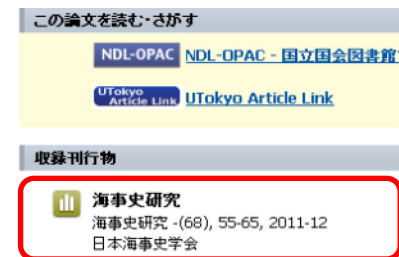 この論文を読む・さがす
NDL-OPAC NDL-OPAC - 国立国会図書館
UTokyo Article Link UTokyo Article Link
収録刊行物
海事史研究
海事史研究 -(68), 55-65, 2011-12
日本海事史学会